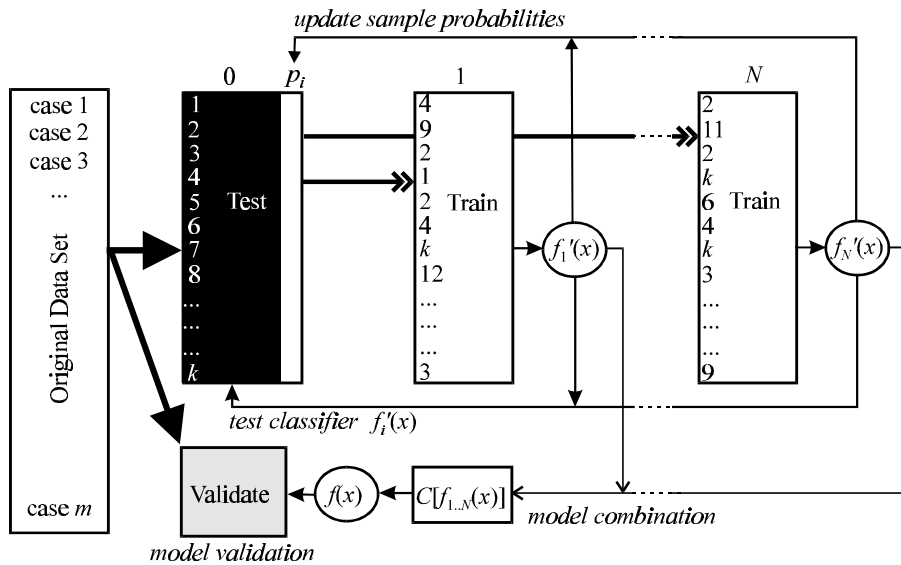 update sample probabilities
0
p_i
1
N
case 1
case 2
case 3
...
Original Data Set
case m
1
2
3
4
5
6
7
8
...
...
...
k
Test
4
9
2
1
2
4
k
12
...
...
...
3
Train
f₁'(x)
2
11
2
k
6
4
k
3
...
...
...
9
Train
f_N'(x)
test classifier f_i'(x)
Validate
f(x)
C[f₁..N(x)]
model combination
model validation